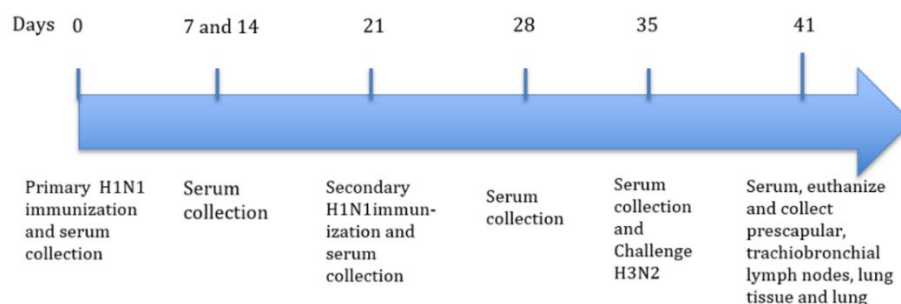 Days 0 7 and 14 21 28 35 41
Primary H1N1
immunization
and serum
collection
Serum
collection
Secondary
H1N1immun-
ization and
serum
collection
Serum
collection
Serum
collection
and
Challenge
H3N2
Serum, euthanize
and collect
prescapular,
trachiobronchial
lymph nodes, lung
tissue and lung